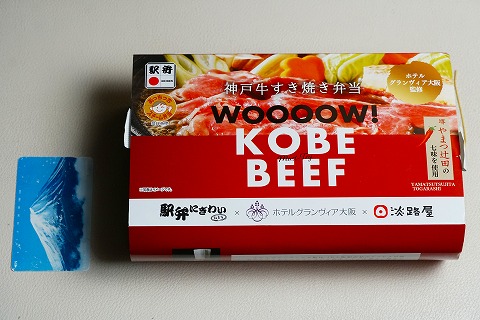 駅弁
神戸牛すき焼き弁当
ホテル
グランヴィア大阪
監修
WOOOOW!
KOBE
BEEF
堺やまつ辻田の
七味を使用
YAMATSUTSUJITA
TOGARASHI
駅弁にぎわい × ホテルグランヴィア大阪 × 淡路屋